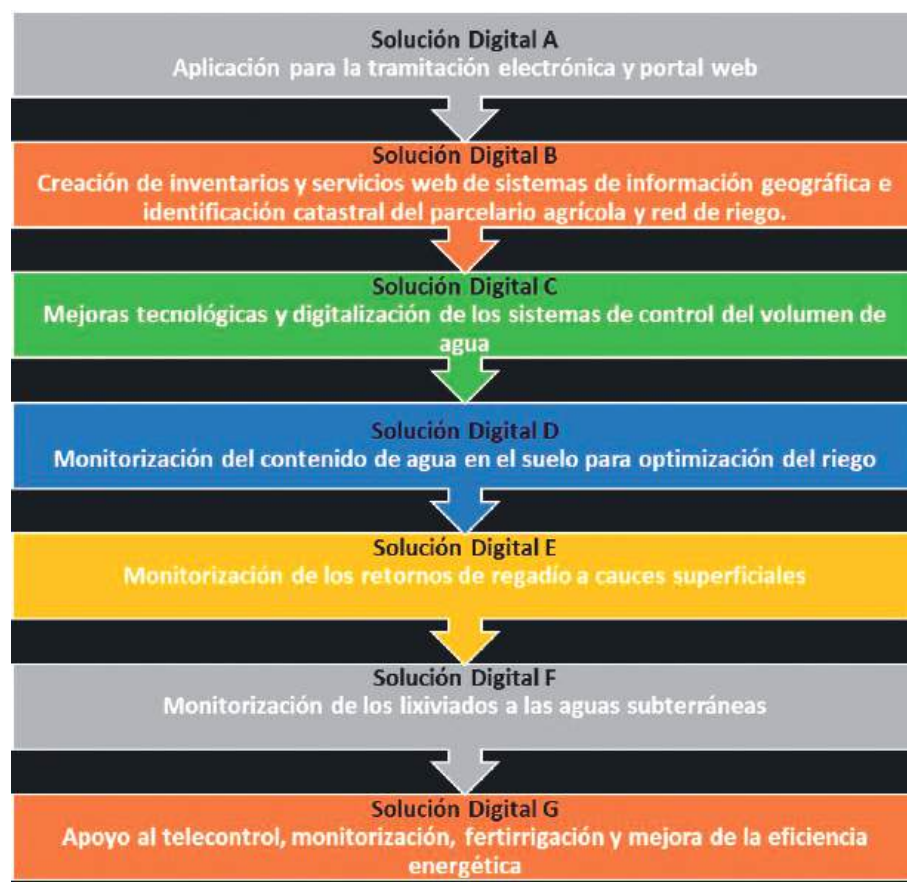 Solución Digital A
Aplicación para la tramitación electrónica y portal web
Solución Digital B
Creación de inventarios y servicios web de sistemas de información geográfica e
identificación catastral del parcelario agrícola y red de riego.
Solución Digital C
Mejoras tecnológicas y digitalización de los sistemas de control del volumen de
agua
Solución Digital D
Monitorización del contenido de agua en el suelo para optimización del riego
Solución Digital E
Monitorización de los retornos de regadío a cauces superficiales
Solución Digital F
Monitorización de los lixiviados a las aguas subterráneas
Solución Digital G
Apoyo al telecontrol, monitorización, fertirrigación y mejora de la eficiencia
energética